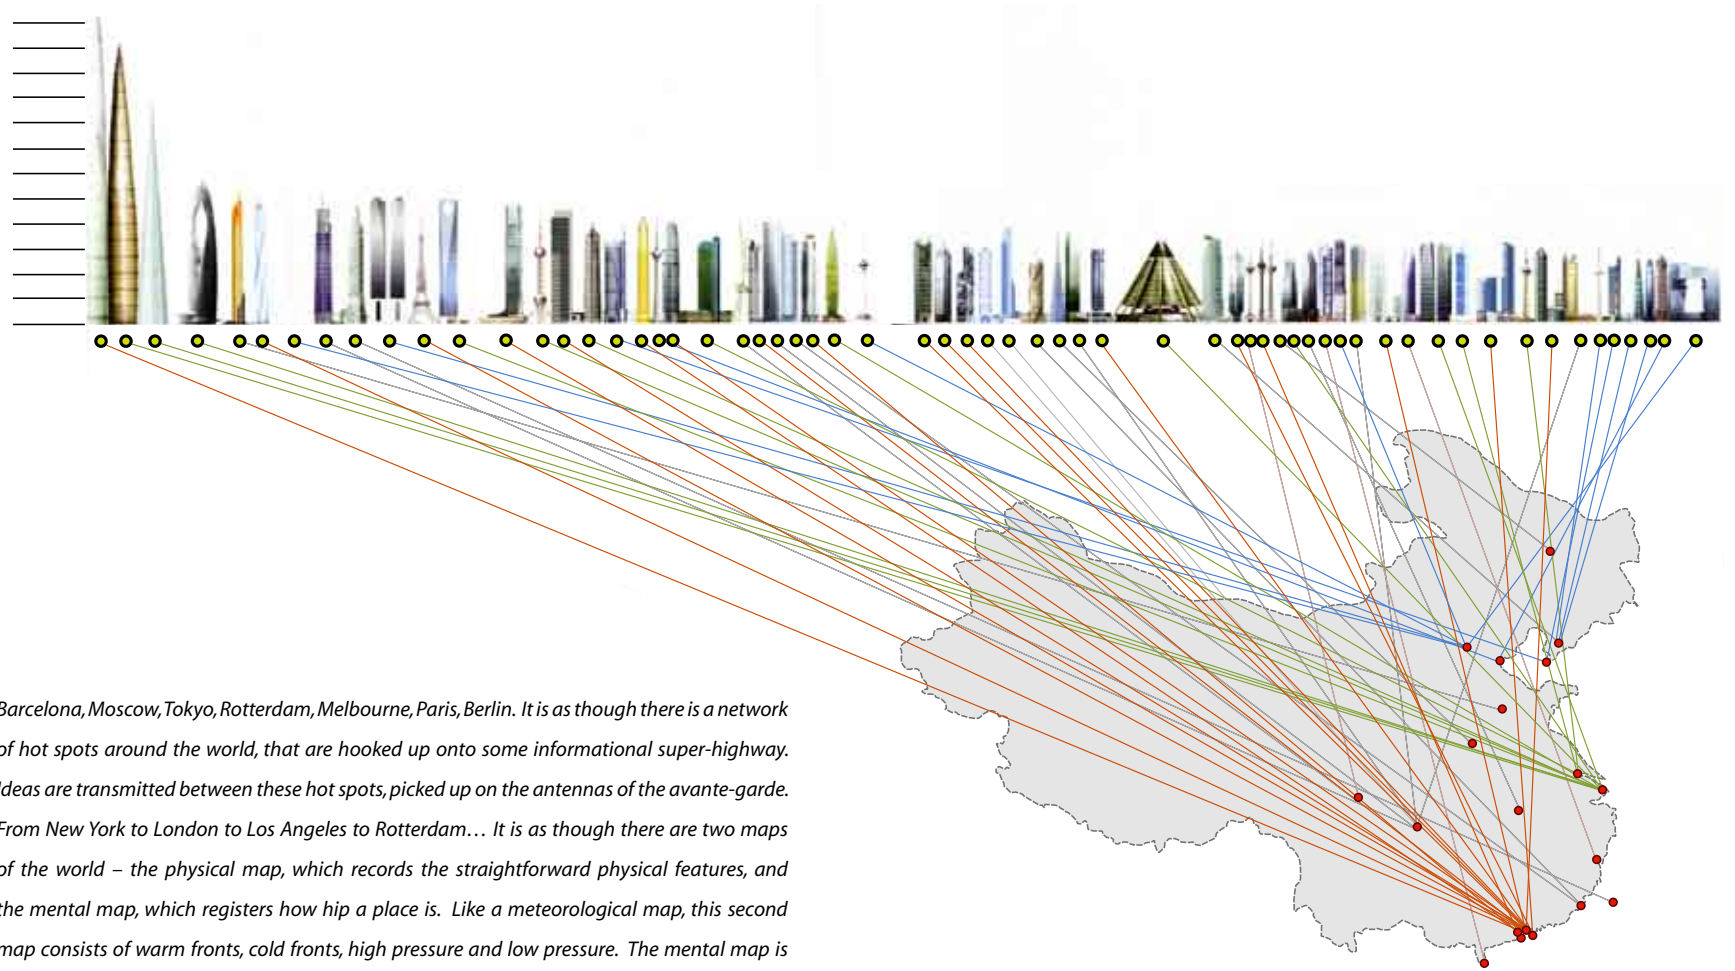 Barcelona, Moscow, Tokyo, Rotterdam, Melbourne, Paris, Berlin. It is as though there is a network
of hot spots around the world, that are hooked up onto some informational super-highway.
Ideas are transmitted between these hot spots, picked up on the antennas of the avante-garde.
From New York to London to Los Angeles to Rotterdam… It is as though there are two maps
of the world – the physical map, which records the straightforward physical features, and
the mental map, which registers how hip a place is. Like a meteorological map, this second
map consists of warm fronts, cold fronts, high pressure and low pressure. The mental map is